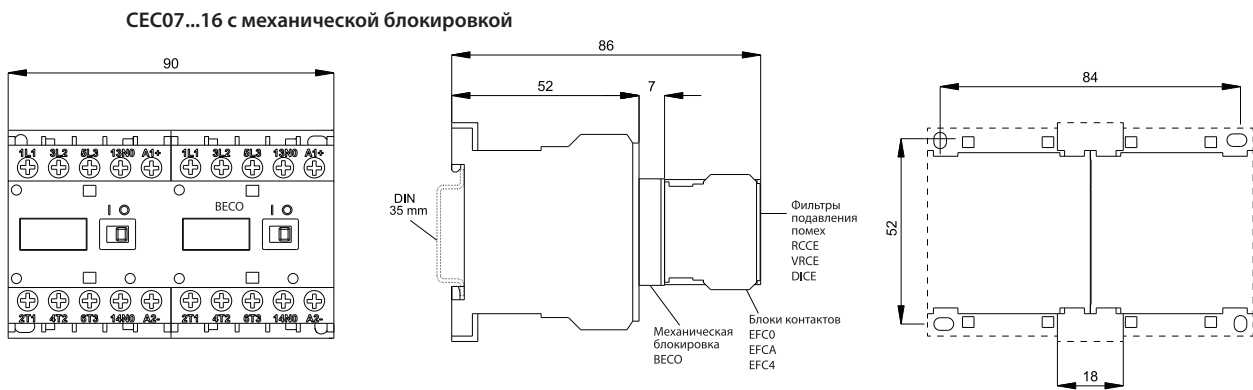 CEC07...16 с механической блокировкой
90
1L1 3L2 5L3 13NO A1+ 1L1 3L2 5L3 13NO A1+
BECO
I O I O
2T1 4T2 6T3 14NO A2- 2T1 4T2 6T3 14NO A2-
86
52 7
DIN
35 mm
Фильтры
подавления
помех
RCCE
VRCE
DICE
Механическая
блокировка
BECO
Блоки контактов
EFC0
EFCA
EFC4
84
52
18